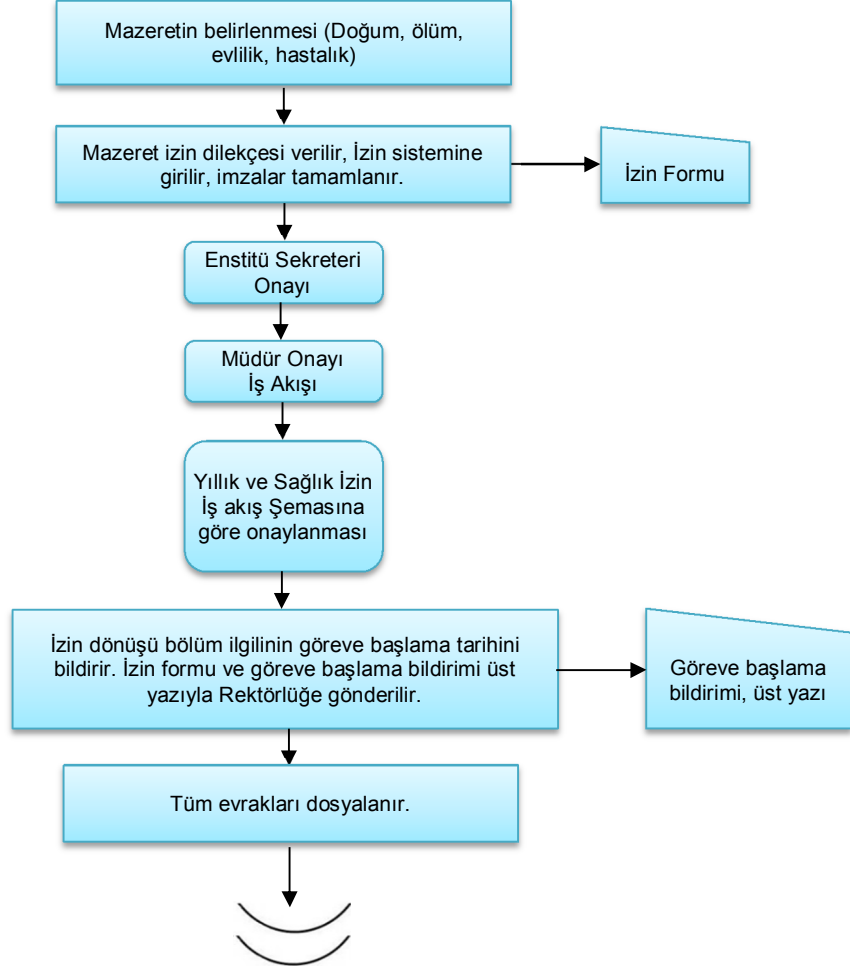 Mazeretin belirlenmesi (Doğum, ölüm,
evlilik, hastalık)
Mazeret izin dilekçesi verilir, İzin sistemine
girilir, imzalar tamamlanır.
İzin Formu
Enstitü Sekreteri
Onayı
Müdür Onayı
İş Akışı
Yıllık ve Sağlık İzin
İş akış Şemasına
göre onaylanması
İzin dönüşü bölüm ilgilinin göreve başlama tarihini
bildirir. İzin formu ve göreve başlama bildirimi üst
yazıyla Rektörlüğe gönderilir.
Göreve başlama
bildirimi, üst yazı
Tüm evrakları dosyalanır.